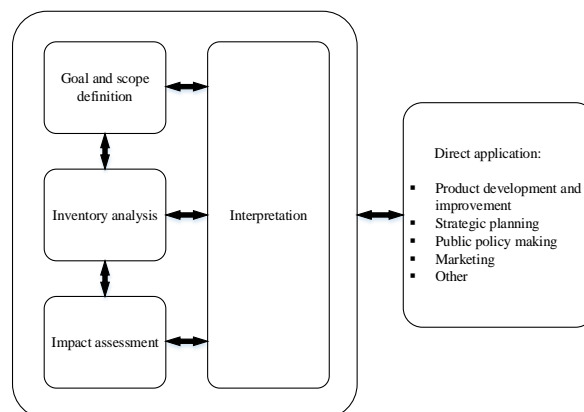 Goal and scope
definition
Inventory analysis
Impact assessment
Interpretation
Direct application:
▪ Product development and
improvement
▪ Strategic planning
▪ Public policy making
▪ Marketing
▪ Other